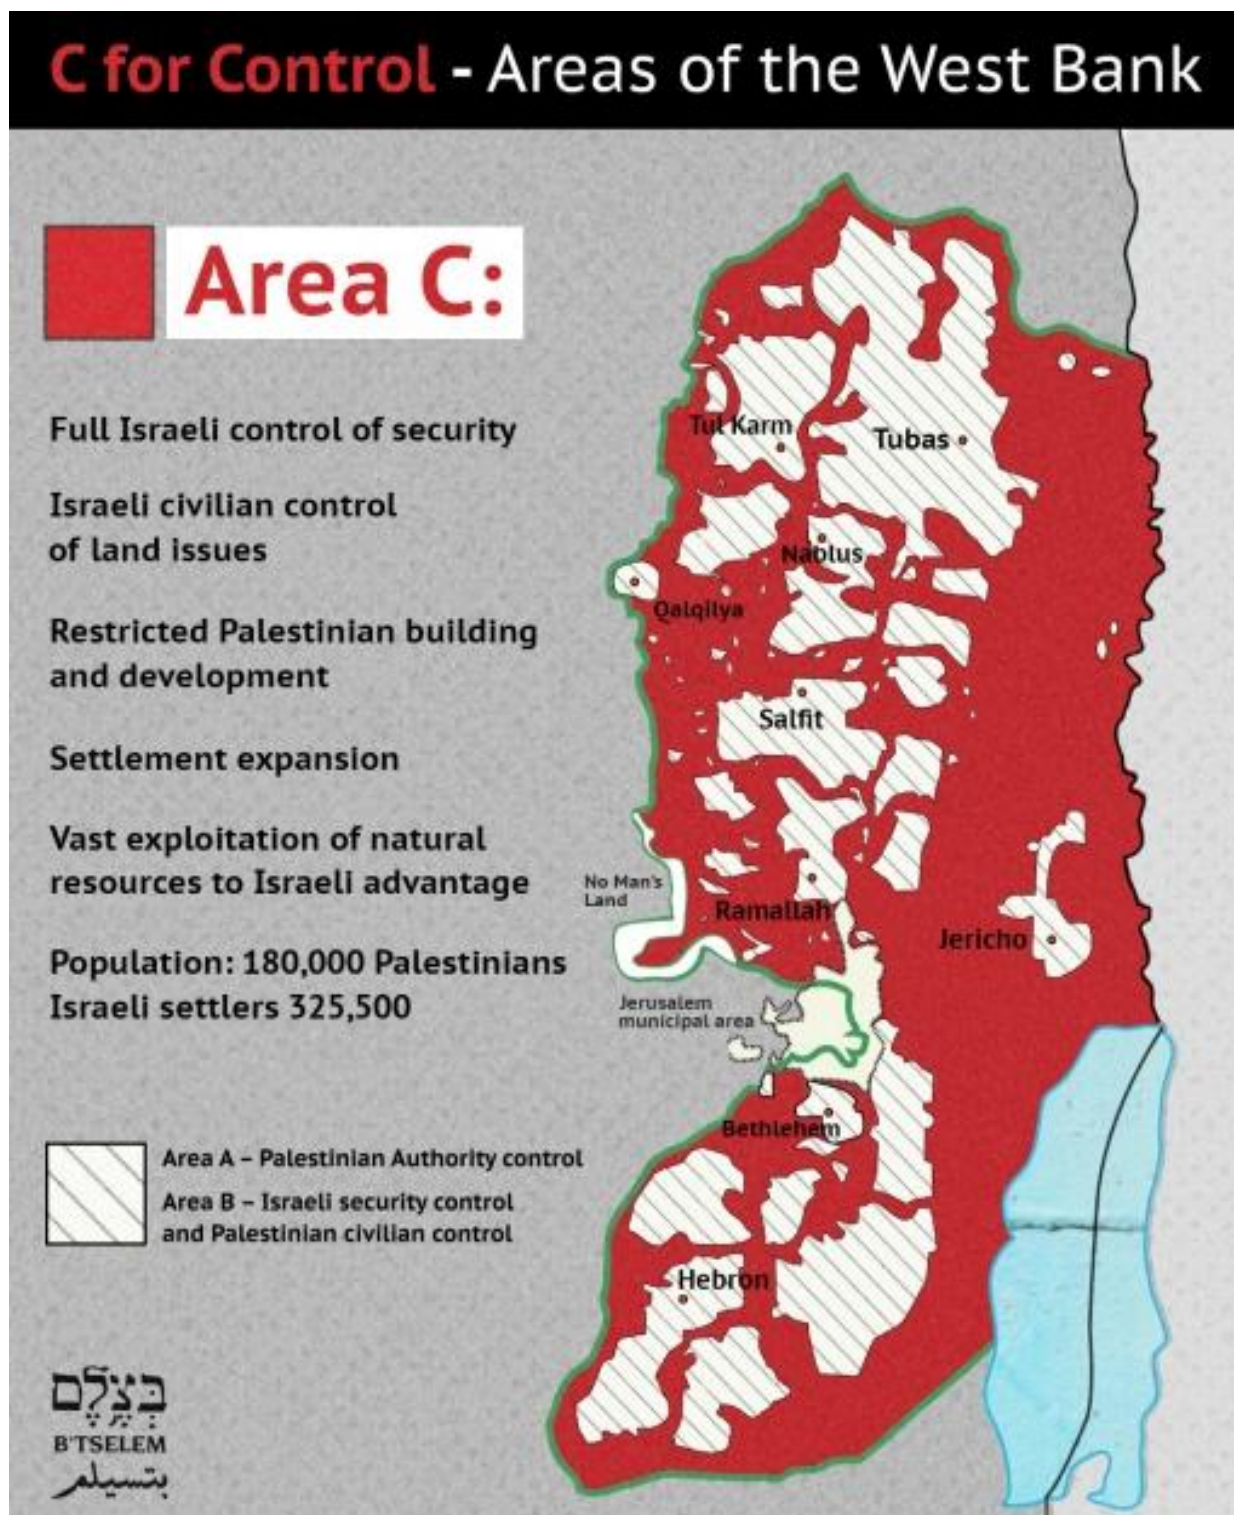 C for Control - Areas of the West Bank
Area C:
Full Israeli control of security
Israeli civilian control
of land issues
Restricted Palestinian building
and development
Settlement expansion
Vast exploitation of natural
resources to Israeli advantage
Population: 180,000 Palestinians
Israeli settlers 325,500
Area A – Palestinian Authority control
Area B – Israeli security control
and Palestinian civilian control
Tul Karm
Tubas
Nablus
Qalqilya
Salfit
No Man's
Land
Ramallah
Jericho
Jerusalem
municipal area
Bethlehem
Hebron
בְּצֶלֶם
B'TSELEM
بتسيلم